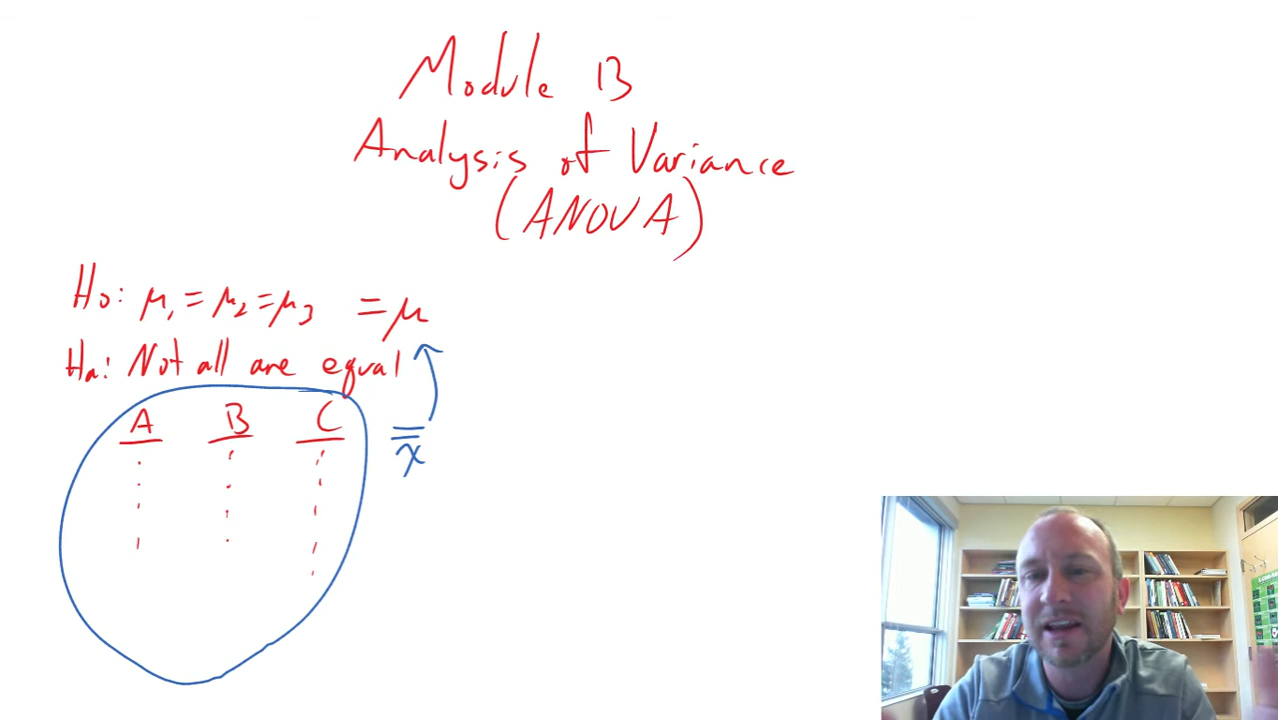 Module 13
Analysis of Variance
(ANOVA)
H₀: μ₁ = μ₂ = μ₃ = μ
Hₐ: Not all are equal
A B C
x̿